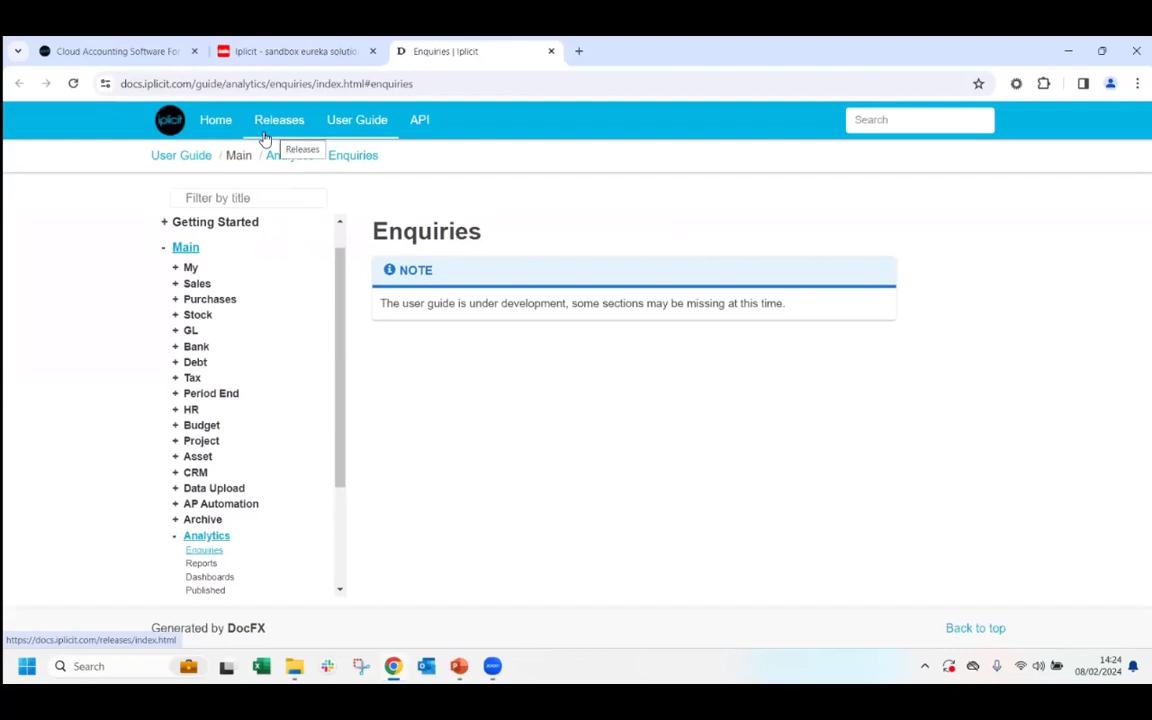 Cloud Accounting Software For
Iplicit - sandbox eureka solutio
D Enquiries | Iplicit
docs.iplicit.com/guide/analytics/enquiries/index.html#enquiries
iplicit Home Releases User Guide API Search
Releases
User Guide / Main / Enquiries
Filter by title
+ Getting Started
- Main
+ My
+ Sales
+ Purchases
+ Stock
+ GL
+ Bank
+ Debt
+ Tax
+ Period End
+ HR
+ Budget
+ Project
+ Asset
+ CRM
+ Data Upload
+ AP Automation
+ Archive
- Analytics
Enquiries
Reports
Dashboards
Published
Enquiries
NOTE
The user guide is under development, some sections may be missing at this time.
Generated by DocFX
Back to top
https://docs.iplicit.com/releases/index.html
Search
14:24
08/02/2024